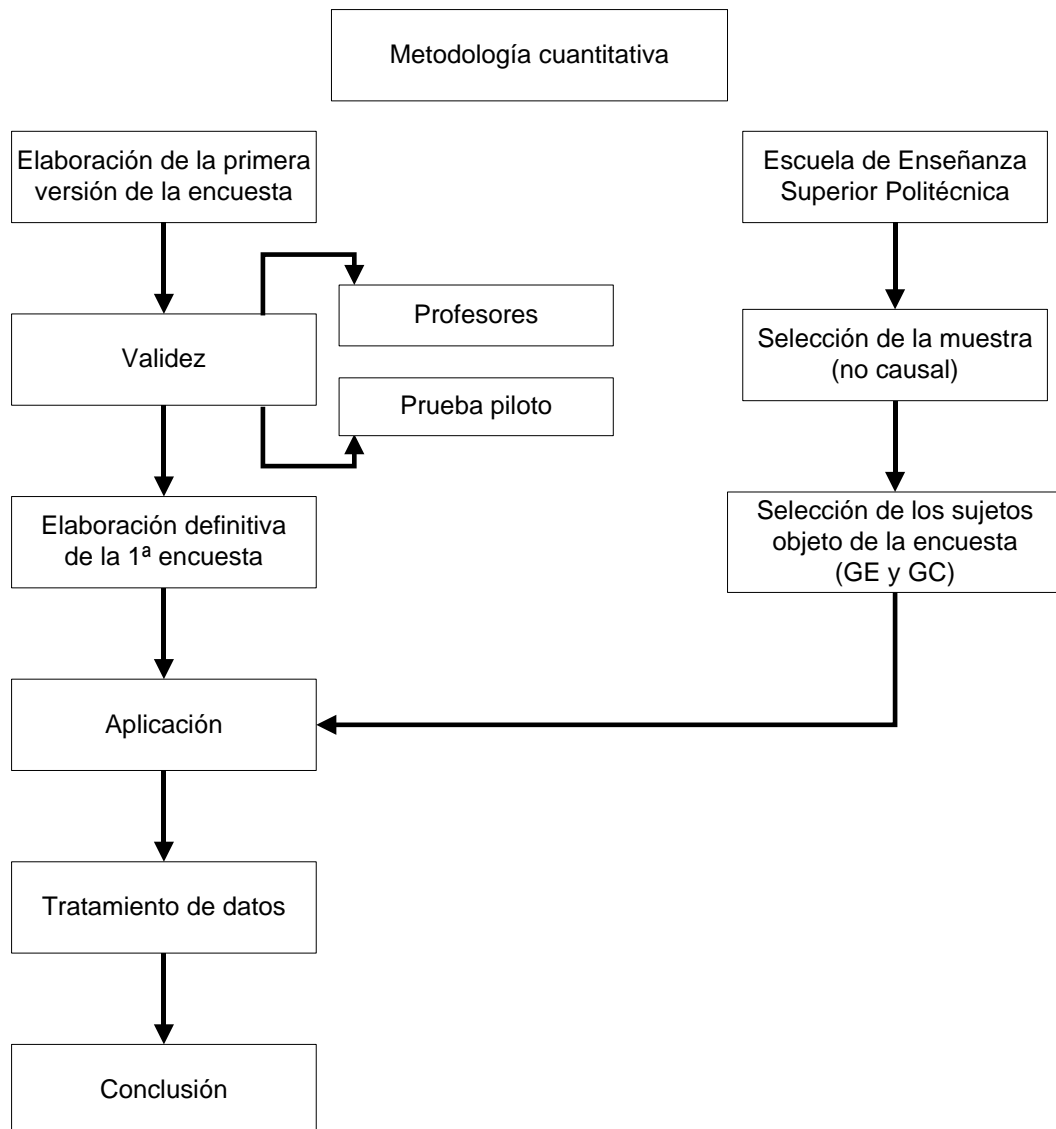 Metodología cuantitativa
Elaboración de la primera
versión de la encuesta
Escuela de Enseñanza
Superior Politécnica
Profesores
Validez
Selección de la muestra
(no causal)
Prueba piloto
Elaboración definitiva
de la 1ª encuesta
Selección de los sujetos
objeto de la encuesta
(GE y GC)
Aplicación
Tratamiento de datos
Conclusión